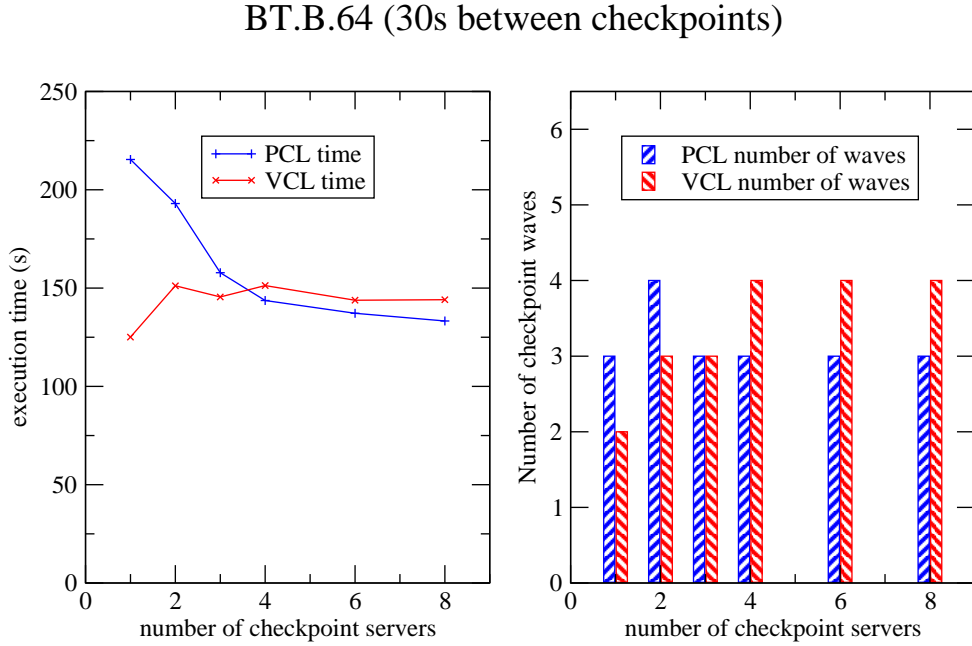 BT.B.64 (30s between checkpoints)
execution time (s)
250
200
150
100
50
0
PCL time
VCL time
0 2 4 6 8
number of checkpoint servers
Number of checkpoint waves
6
5
4
3
2
1
0
PCL number of waves
VCL number of waves
0 2 4 6 8
number of checkpoint servers